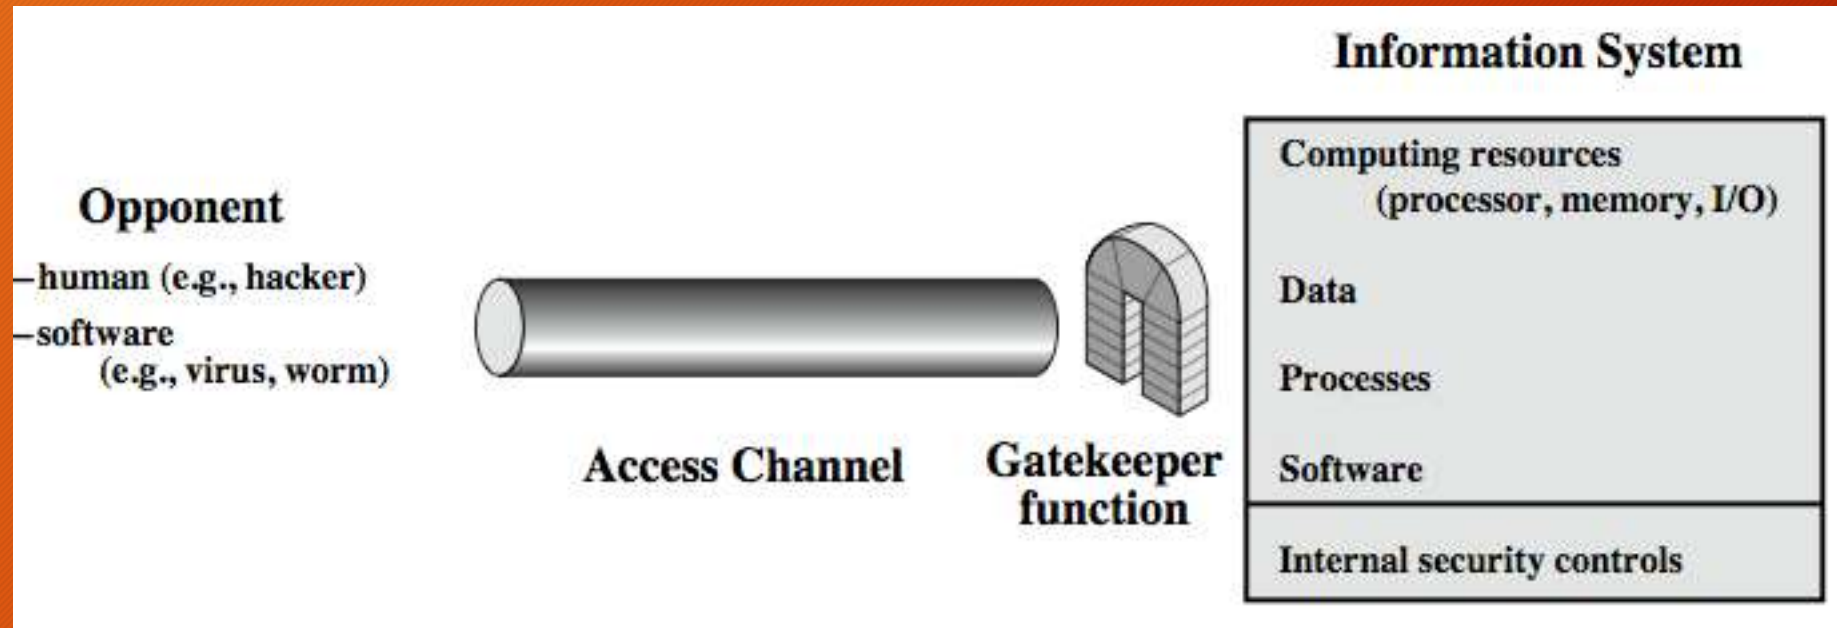 Information System
Opponent
–human (e.g., hacker)
–software
(e.g., virus, worm)
Access Channel
Gatekeeper
function
Computing resources
(processor, memory, I/O)
Data
Processes
Software
Internal security controls